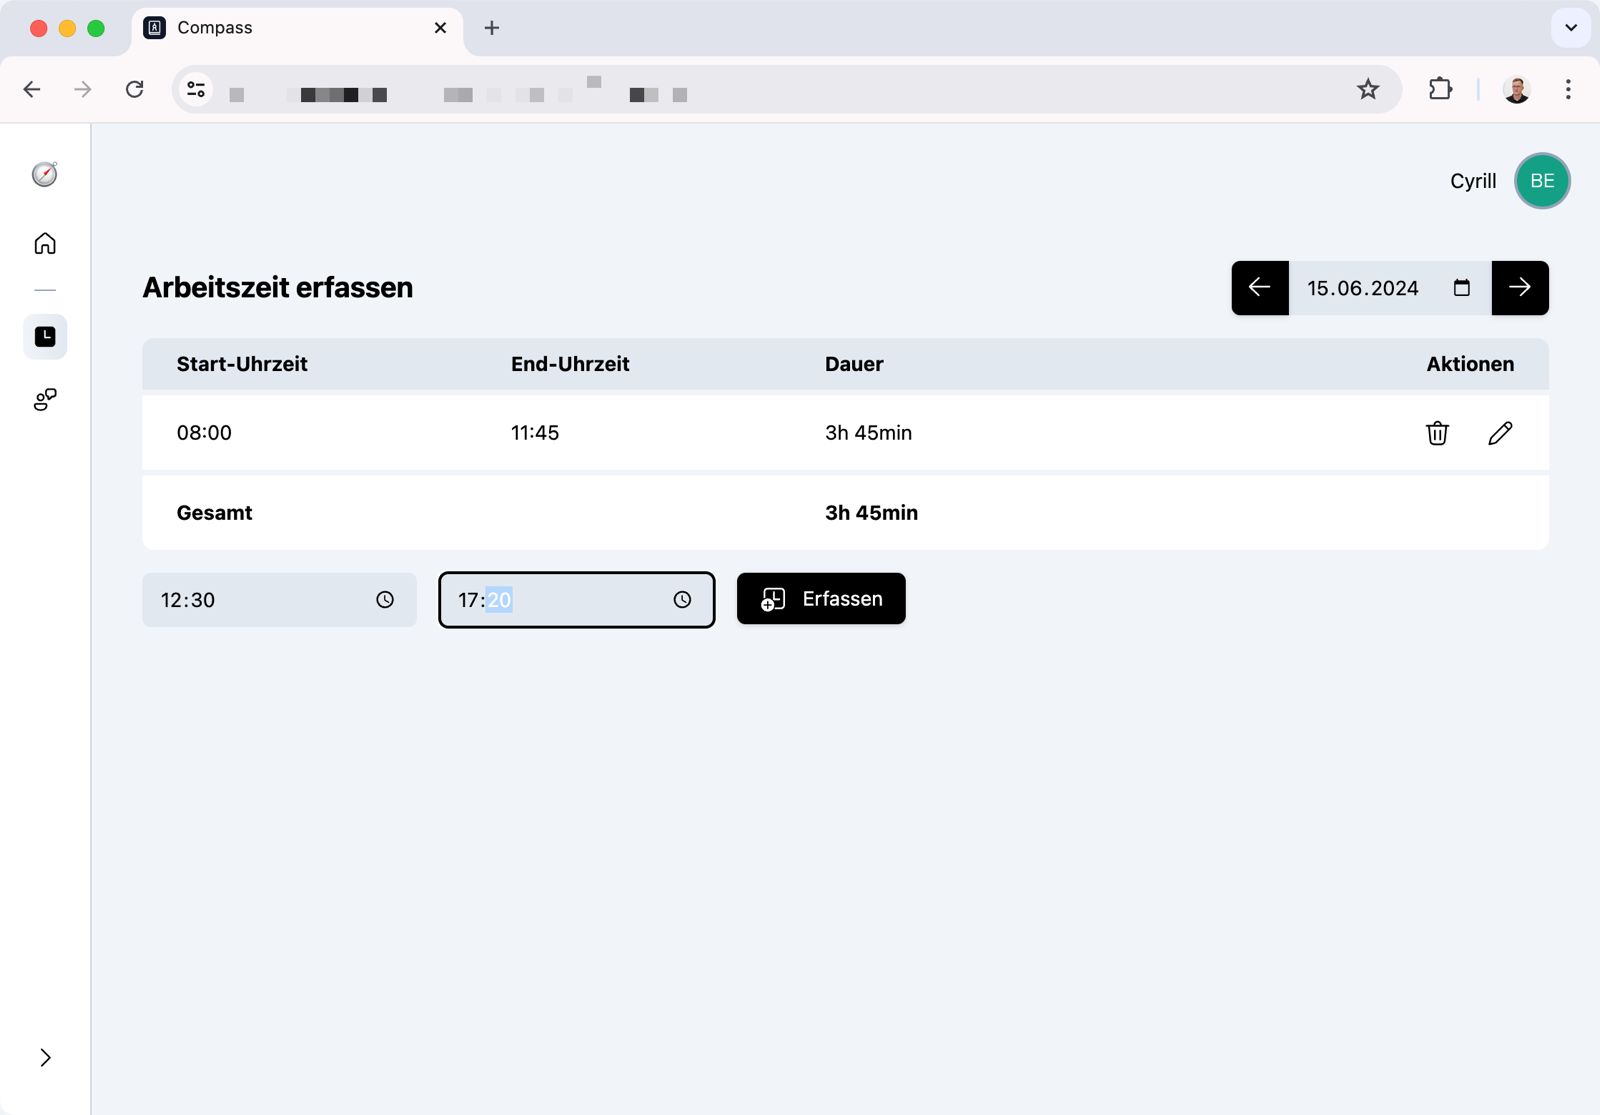 Compass
Cyrill BE
Arbeitszeit erfassen 15.06.2024
Start-Uhrzeit End-Uhrzeit Dauer Aktionen
08:00 11:45 3h 45min
Gesamt 3h 45min
12:30 17:20 Erfassen